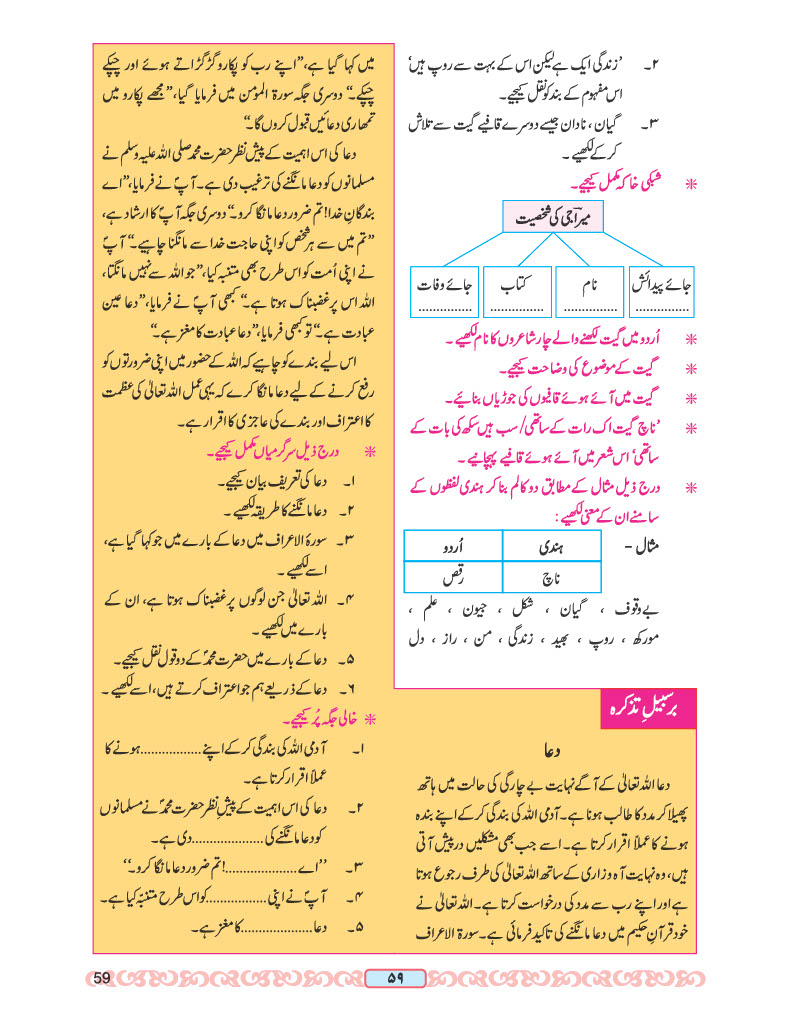 ۲۔ ’زندگی ایک ہے لیکن اس کے بہت سے روپ ہیں‘
اس مفہوم کے بند کو نقل کیجیے۔
۳۔ گیان، نادان جیسے دوسرے قافیے گیت سے تلاش
کر کے لکھیے۔
✳ شبکی خاکہ مکمل کیجیے۔
میراجی کی شخصیت
جائے پیدائش ...............
نام ...............
کتاب ...............
جائے وفات ...............
✳ اُردو میں گیت لکھنے والے چار شاعروں کا نام لکھیے۔
✳ گیت کے موضوع کی وضاحت کیجیے۔
✳ گیت میں آئے ہوئے قافیوں کی جوڑیاں بنائیے۔
✳ ’ناچ گیت اک رات کے ساتھی/ سب ہیں سکھ کی بات کے
ساتھی‘ اس شعر میں آئے ہوئے قافیے پہچانیے۔
✳ درج ذیل مثال کے مطابق دو کالم بنا کر ہندی لفظوں کے
سامنے ان کے معنی لکھیے:
مثال - ہندی اُردو
ناچ رقص
بے وقوف ، گیان ، شکل ، جیون ، علم ،
مورکھ ، روپ ، بھید ، زندگی ، من ، راز ، دل
برسبیلِ تذکرہ
دعا
دعا اللہ تعالیٰ کے آگے نہایت بے چارگی کی حالت میں ہاتھ
پھیلا کر مدد کا طالب ہونا ہے۔ آدمی اللہ کی بندگی کر کے اپنے بندہ
ہونے کا عملاً اقرار کرتا ہے۔ اسے جب بھی مشکلیں درپیش آتی
ہیں، وہ نہایت آہ و زاری کے ساتھ اللہ تعالیٰ کی طرف رجوع ہوتا
ہے اور اپنے رب سے مدد کی درخواست کرتا ہے۔ اللہ تعالیٰ نے
خود قرآنِ حکیم میں دعا مانگنے کی تاکید فرمائی ہے۔ سورۃ الاعراف
میں کہا گیا ہے، ”اپنے رب کو پکارو گڑگڑاتے ہوئے اور چپکے
چپکے۔“ دوسری جگہ سورۃ المؤمن میں فرمایا گیا، ”مجھے پکارو میں
تمھاری دعائیں قبول کروں گا۔“
دعا کی اس اہمیت کے پیش نظر حضرت محمد صلی اللہ علیہ وسلم نے
مسلمانوں کو دعا مانگنے کی ترغیب دی ہے۔ آپؐ نے فرمایا، ”اے
بندگانِ خدا! تم ضرور دعا مانگا کرو۔“ دوسری جگہ آپؐ کا ارشاد ہے،
”تم میں سے ہر شخص کو اپنی حاجت خدا سے مانگنا چاہیے۔“ آپؐ
نے اپنی اُمت کو اس طرح بھی متنبہ کیا، ”جو اللہ سے نہیں مانگتا،
اللہ اس پر غضبناک ہوتا ہے۔“ کبھی آپؐ نے فرمایا، ”دعا عین
عبادت ہے۔“ تو کبھی فرمایا، ”دعا عبادت کا مغز ہے۔“
اس لیے بندے کو چاہیے کہ اللہ کے حضور میں اپنی ضرورتوں کو
رفع کرنے کے لیے دعا مانگا کرے کہ یہی عمل اللہ تعالیٰ کی عظمت
کا اعتراف اور بندے کی عاجزی کا اقرار ہے۔
✳ درج ذیل سرگرمیاں مکمل کیجیے۔
۱۔ دعا کی تعریف بیان کیجیے۔
۲۔ دعا مانگنے کا طریقہ لکھیے۔
۳۔ سورۃ الاعراف میں دعا کے بارے میں جو کہا گیا ہے،
اسے لکھیے۔
۴۔ اللہ تعالیٰ جن لوگوں پر غضبناک ہوتا ہے، ان کے
بارے میں لکھیے۔
۵۔ دعا کے بارے میں حضرت محمدؐ کے دو قول نقل کیجیے۔
۶۔ دعا کے ذریعے ہم جو اعتراف کرتے ہیں، اسے لکھیے۔
✳ خالی جگہ پُر کیجیے۔
۱۔ آدمی اللہ کی بندگی کر کے اپنے.................ہونے کا
عملاً اقرار کرتا ہے۔
۲۔ دعا کی اس اہمیت کے پیشِ نظر حضرت محمدؐ نے مسلمانوں
کو دعا مانگنے کی....................دی ہے۔
۳۔ ’’اے....................! تم ضرور دعا مانگا کرو۔‘‘
۴۔ آپؐ نے اپنی.................کو اس طرح متنبّہ کیا ہے۔
۵۔ دعا....................کا مغز ہے۔
59
۵۹